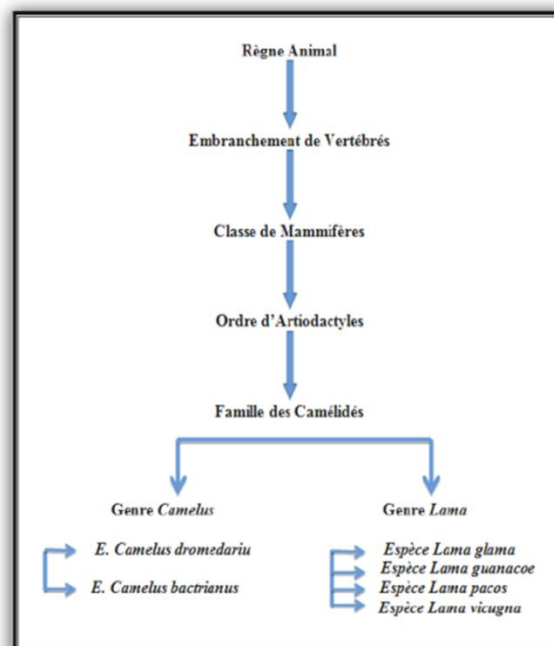 Règne Animal
Embranchement de Vertébrés
Classe de Mammifères
Ordre d'Artiodactyles
Famille des Camélidés
Genre Camelus
E. Camelus dromedariu
E. Camelus bactrianus
Genre Lama
Espèce Lama glama
Espèce Lama guanacoe
Espèce Lama pacos
Espèce Lama vicugna